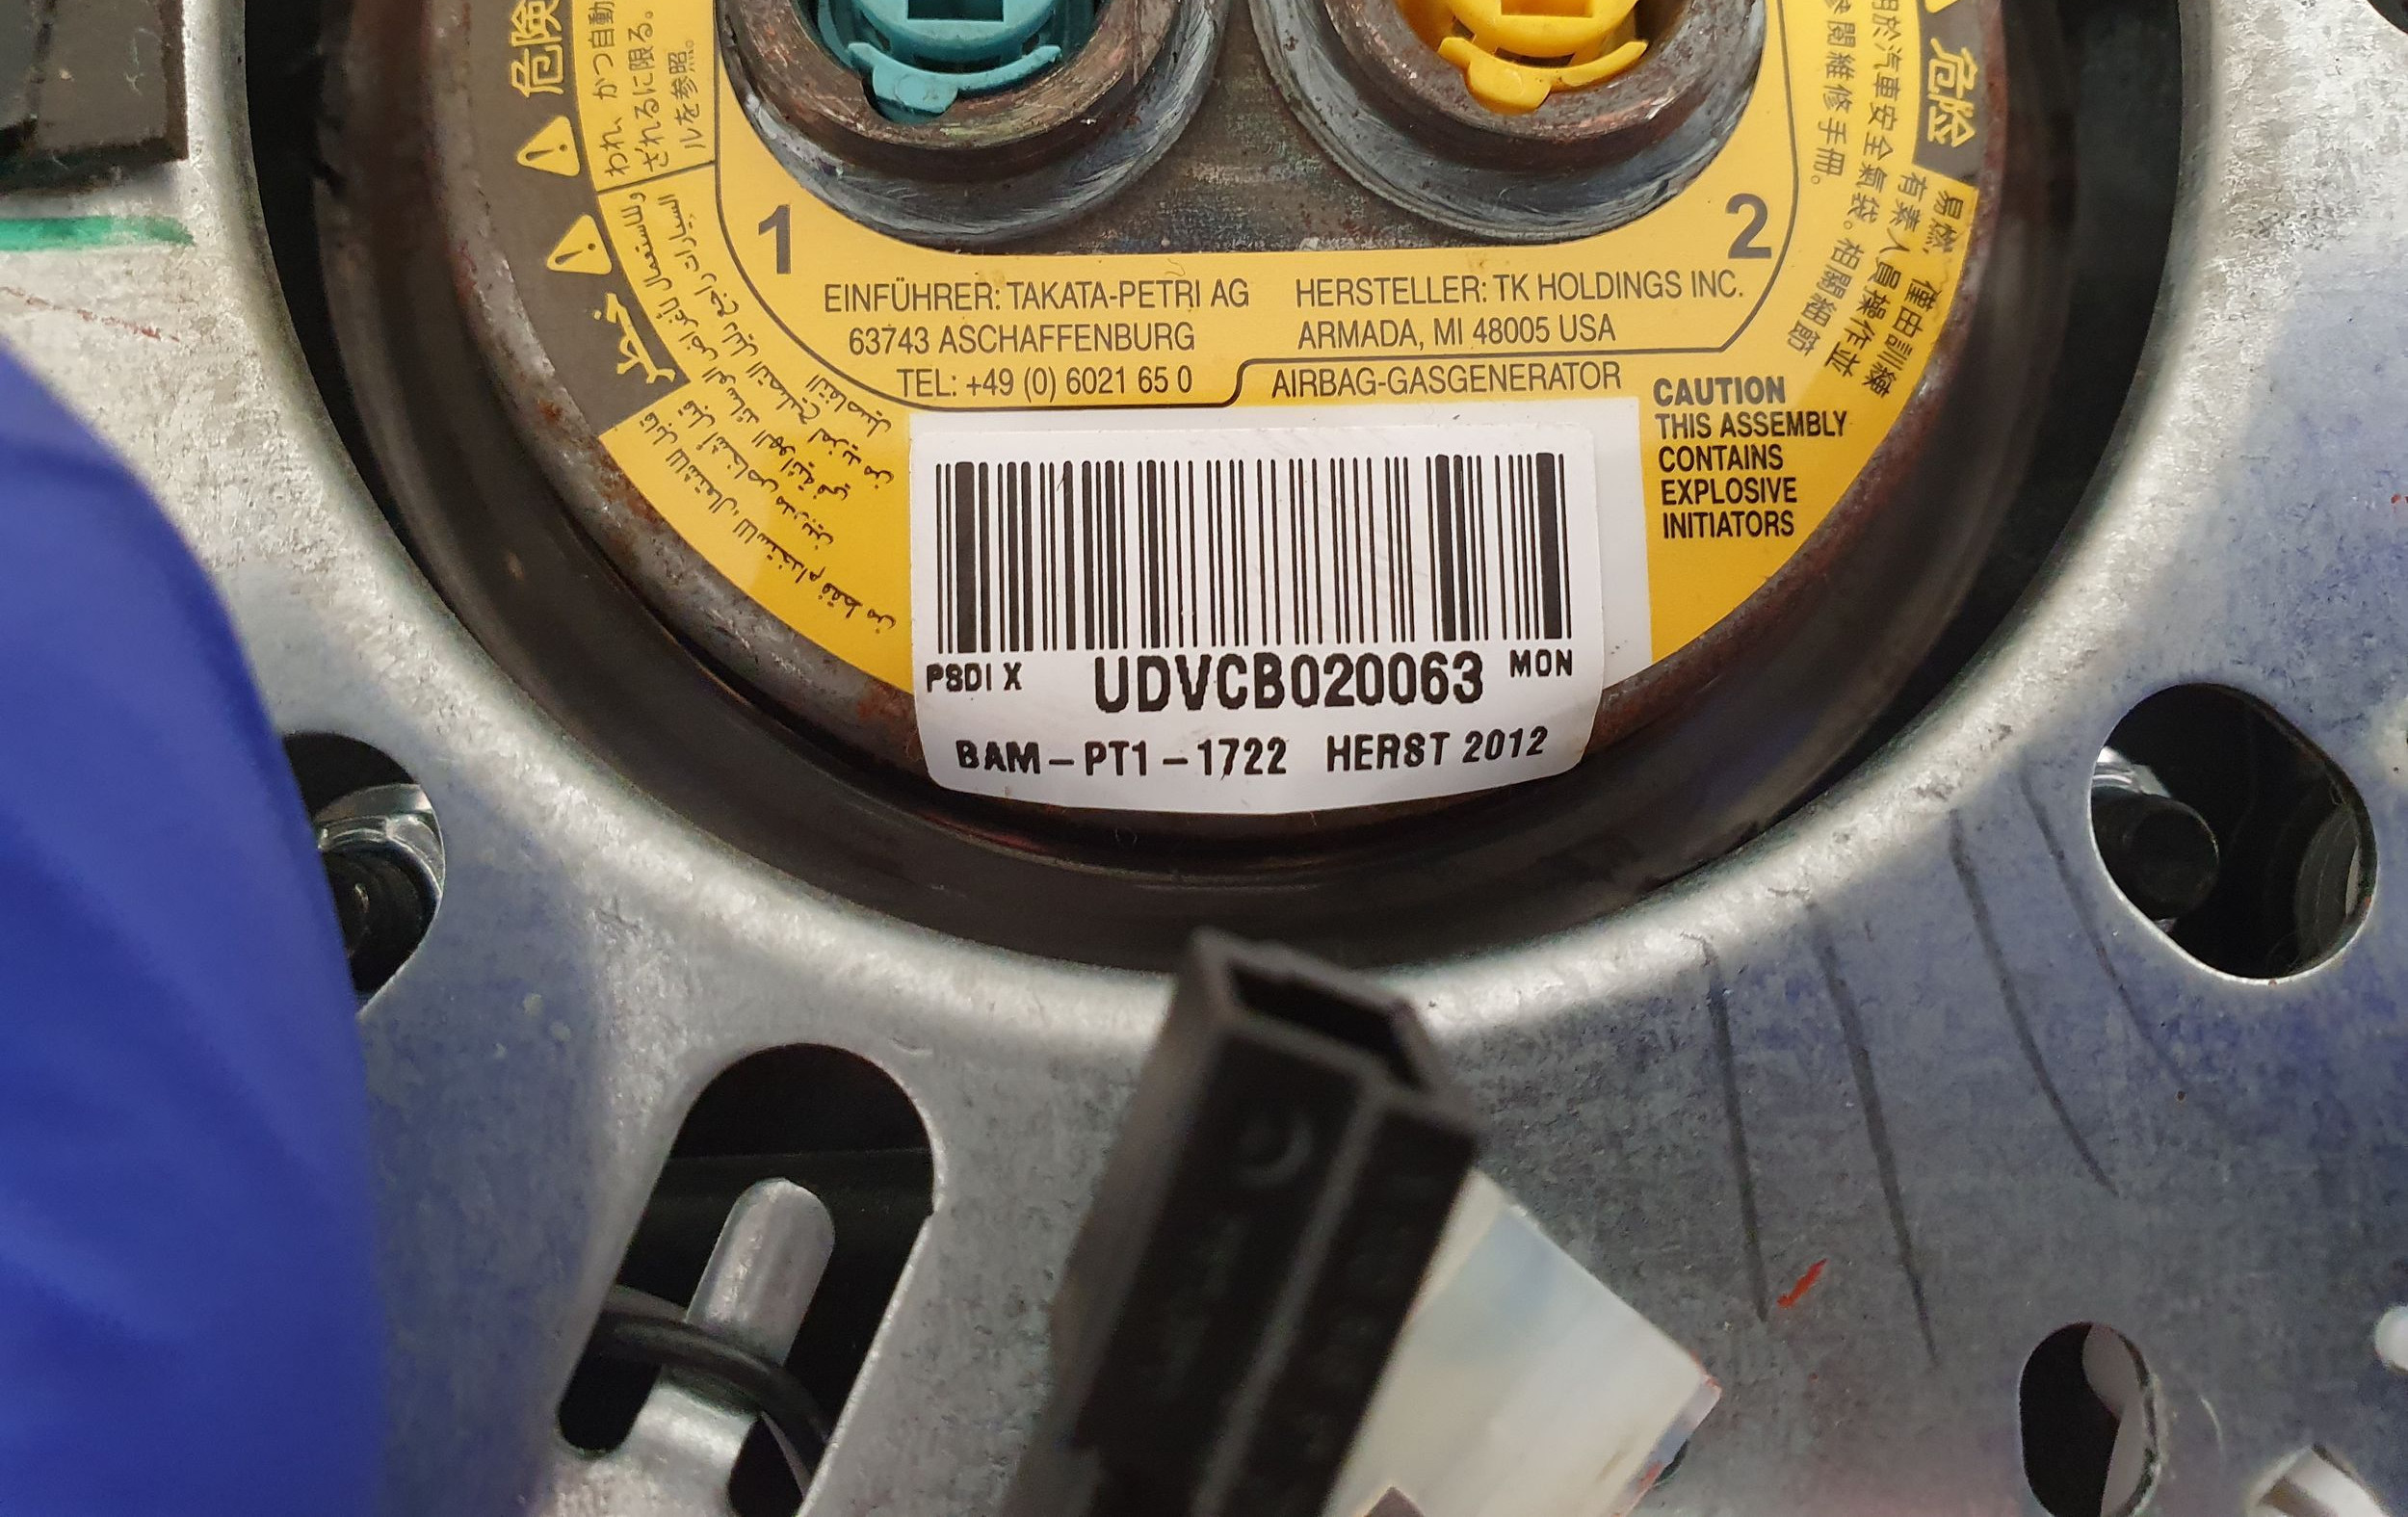 危険
われ、かつ自動
ざれるに限る。
ルを参照。
خطر
1
2
EINFÜHRER: TAKATA-PETRI AG
63743 ASCHAFFENBURG
TEL: +49 (0) 6021 65 0
HERSTELLER: TK HOLDINGS INC.
ARMADA, MI 48005 USA
AIRBAG-GASGENERATOR
危險
易燃, 僅由訓練
有素人員操作並
用於汽車安全氣袋。相關細節
參閱維修手冊。
CAUTION
THIS ASSEMBLY
CONTAINS
EXPLOSIVE
INITIATORS
PSDI X
UDVCB020063
MON
BAM-PT1-1722 HERST 2012